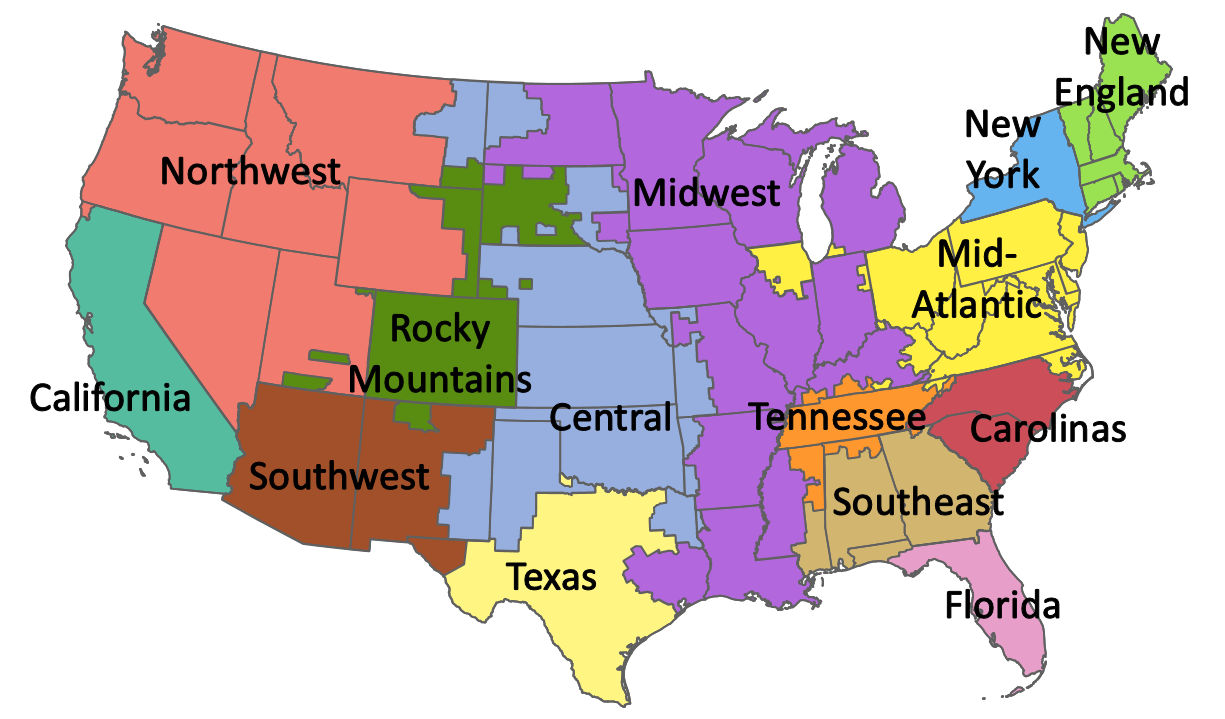 New
England
New
York
Northwest
Midwest
Mid-
Atlantic
Rocky
Mountains
California
Central
Tennessee
Carolinas
Southwest
Southeast
Texas
Florida